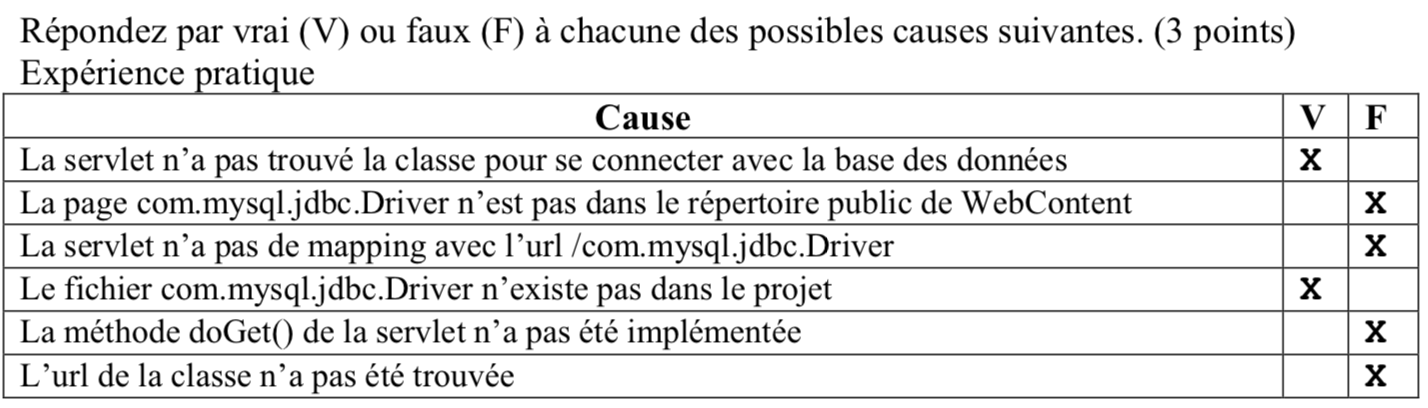 Répondez par vrai (V) ou faux (F) à chacune des possibles causes suivantes. (3 points)
Expérience pratique
Cause V F
La servlet n’a pas trouvé la classe pour se connecter avec la base des données X
La page com.mysql.jdbc.Driver n’est pas dans le répertoire public de WebContent X
La servlet n’a pas de mapping avec l’url /com.mysql.jdbc.Driver X
Le fichier com.mysql.jdbc.Driver n’existe pas dans le projet X
La méthode doGet() de la servlet n’a pas été implémentée X
L’url de la classe n’a pas été trouvée X